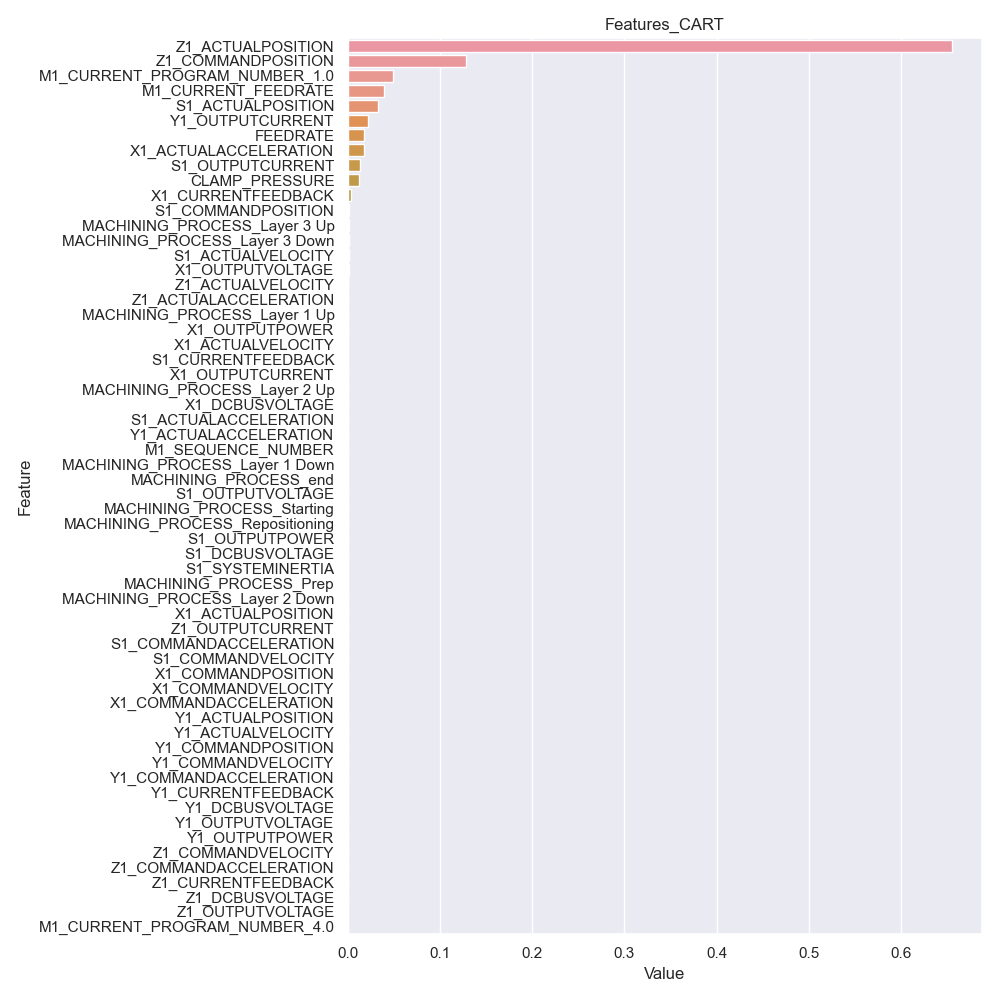 Features_CART
Z1_ACTUALPOSITION
Z1_COMMANDPOSITION
M1_CURRENT_PROGRAM_NUMBER_1.0
M1_CURRENT_FEEDRATE
S1_ACTUALPOSITION
Y1_OUTPUTCURRENT
FEEDRATE
X1_ACTUALACCELERATION
S1_OUTPUTCURRENT
CLAMP_PRESSURE
X1_CURRENTFEEDBACK
S1_COMMANDPOSITION
MACHINING_PROCESS_Layer 3 Up
MACHINING_PROCESS_Layer 3 Down
S1_ACTUALVELOCITY
X1_OUTPUTVOLTAGE
Z1_ACTUALVELOCITY
Z1_ACTUALACCELERATION
MACHINING_PROCESS_Layer 1 Up
X1_OUTPUTPOWER
X1_ACTUALVELOCITY
S1_CURRENTFEEDBACK
X1_OUTPUTCURRENT
MACHINING_PROCESS_Layer 2 Up
X1_DCBUSVOLTAGE
S1_ACTUALACCELERATION
Y1_ACTUALACCELERATION
M1_SEQUENCE_NUMBER
MACHINING_PROCESS_Layer 1 Down
MACHINING_PROCESS_end
S1_OUTPUTVOLTAGE
MACHINING_PROCESS_Starting
MACHINING_PROCESS_Repositioning
S1_OUTPUTPOWER
S1_DCBUSVOLTAGE
S1_SYSTEMINERTIA
MACHINING_PROCESS_Prep
MACHINING_PROCESS_Layer 2 Down
X1_ACTUALPOSITION
Z1_OUTPUTCURRENT
S1_COMMANDACCELERATION
S1_COMMANDVELOCITY
X1_COMMANDPOSITION
X1_COMMANDVELOCITY
X1_COMMANDACCELERATION
Y1_ACTUALPOSITION
Y1_ACTUALVELOCITY
Y1_COMMANDPOSITION
Y1_COMMANDVELOCITY
Y1_COMMANDACCELERATION
Y1_CURRENTFEEDBACK
Y1_DCBUSVOLTAGE
Y1_OUTPUTVOLTAGE
Y1_OUTPUTPOWER
Z1_COMMANDVELOCITY
Z1_COMMANDACCELERATION
Z1_CURRENTFEEDBACK
Z1_DCBUSVOLTAGE
Z1_OUTPUTVOLTAGE
M1_CURRENT_PROGRAM_NUMBER_4.0
Feature
0.0 0.1 0.2 0.3 0.4 0.5 0.6
Value